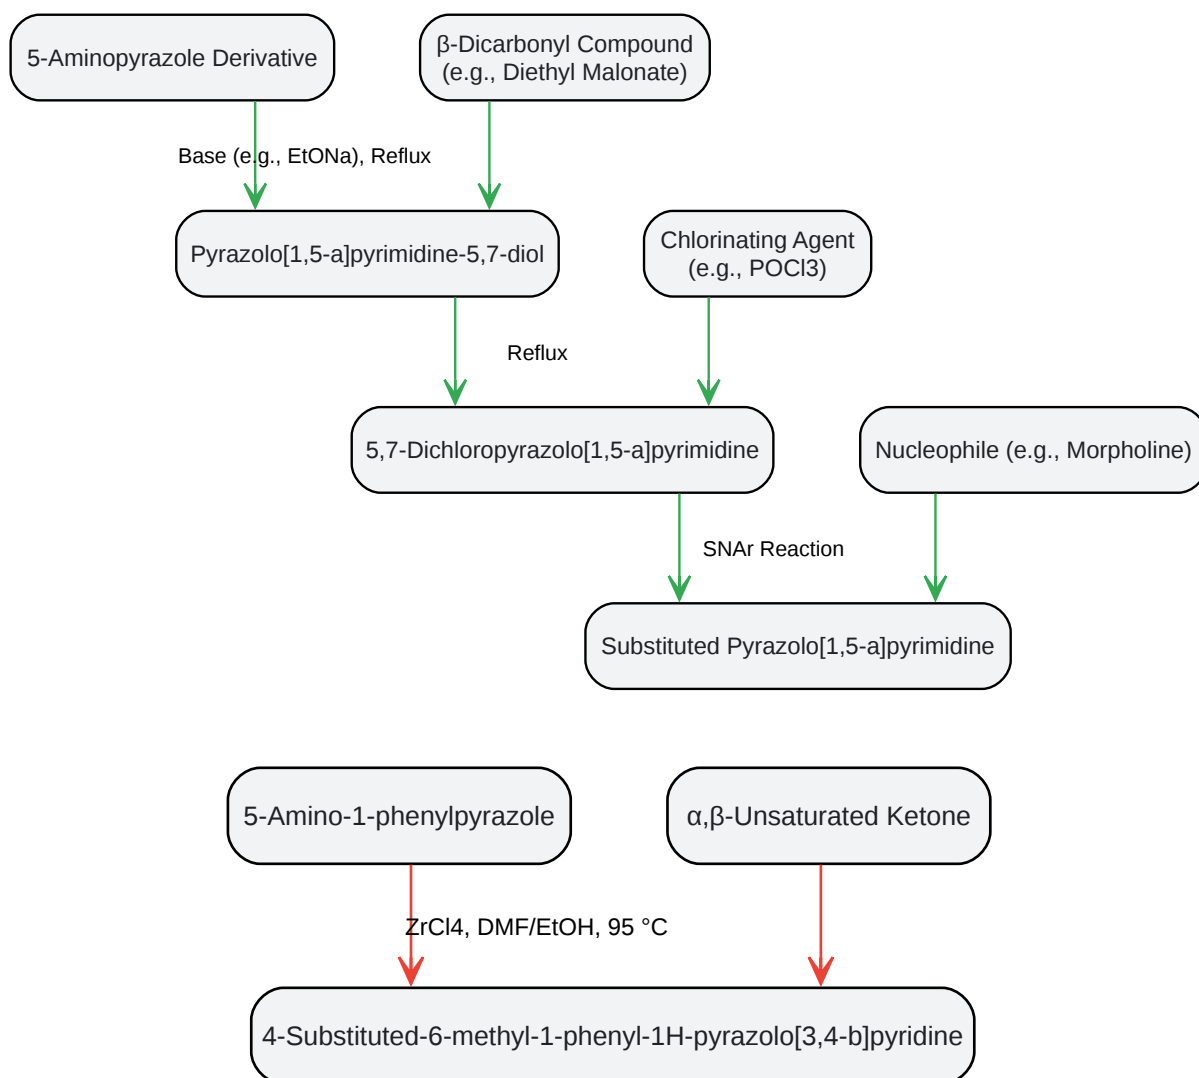 5-Aminopyrazole Derivative
β-Dicarbonyl Compound
(e.g., Diethyl Malonate)
Base (e.g., EtONa), Reflux
Pyrazolo[1,5-a]pyrimidine-5,7-diol
Chlorinating Agent
(e.g., POCl3)
Reflux
5,7-Dichloropyrazolo[1,5-a]pyrimidine
Nucleophile (e.g., Morpholine)
SNAr Reaction
Substituted Pyrazolo[1,5-a]pyrimidine
5-Amino-1-phenylpyrazole
α,β-Unsaturated Ketone
ZrCl4, DMF/EtOH, 95 °C
4-Substituted-6-methyl-1-phenyl-1H-pyrazolo[3,4-b]pyridine